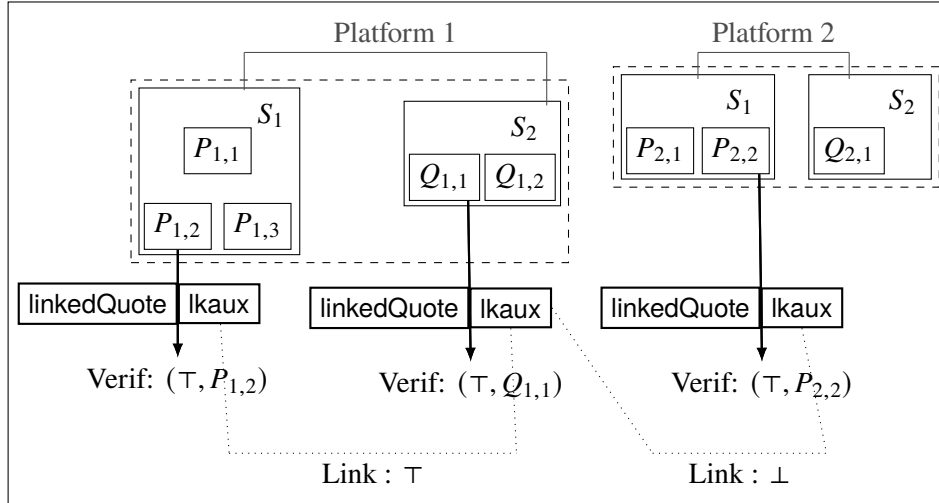 Platform 1
Platform 2
S₁
S₂
S₁
S₂
P₁,₁
P₂,₁
P₂,₂
Q₂,₁
Q₁,₁
Q₁,₂
P₁,₂
P₁,₃
linkedQuote
lkaux
linkedQuote
lkaux
linkedQuote
lkaux
Verif: (⊤, P₁,₂)
Verif: (⊤, Q₁,₁)
Verif: (⊤, P₂,₂)
Link : ⊤
Link : ⊥